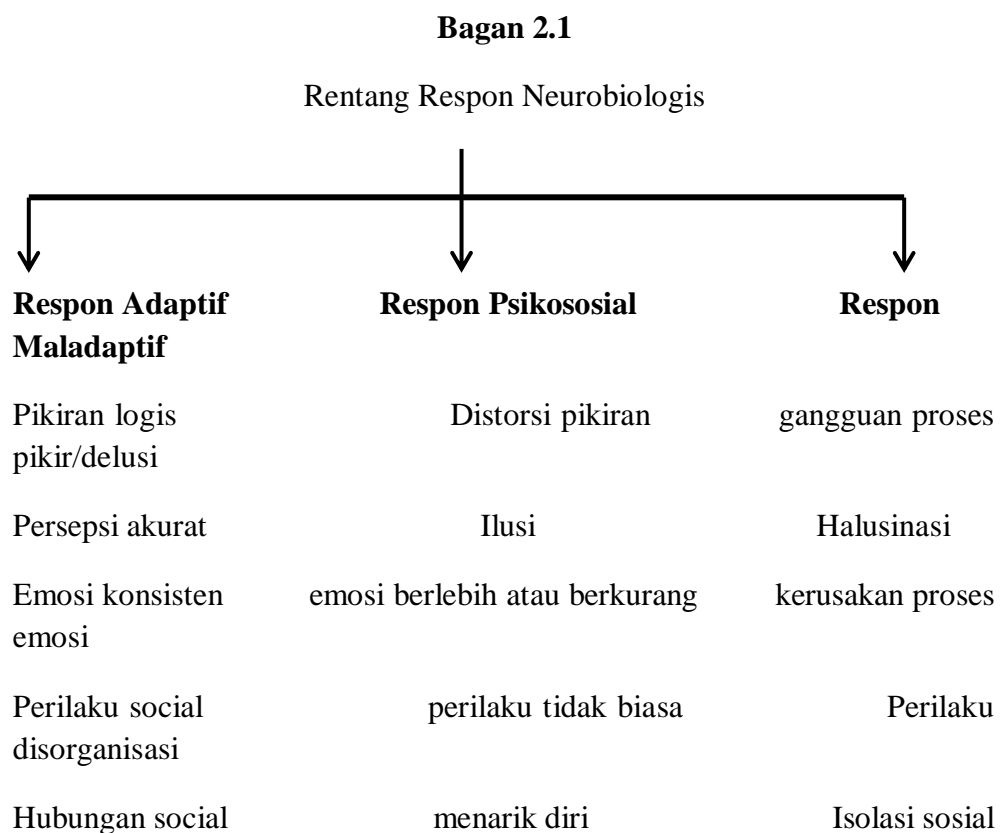 Bagan 2.1
Rentang Respon Neurobiologis
Respon Adaptif Respon Psikososial Respon
Maladaptif
Pikiran logis Distorsi pikiran gangguan proses
pikir/delusi
Persepsi akurat Ilusi Halusinasi
Emosi konsisten emosi berlebih atau berkurang kerusakan proses
emosi
Perilaku social perilaku tidak biasa Perilaku
disorganisasi
Hubungan social menarik diri Isolasi sosial